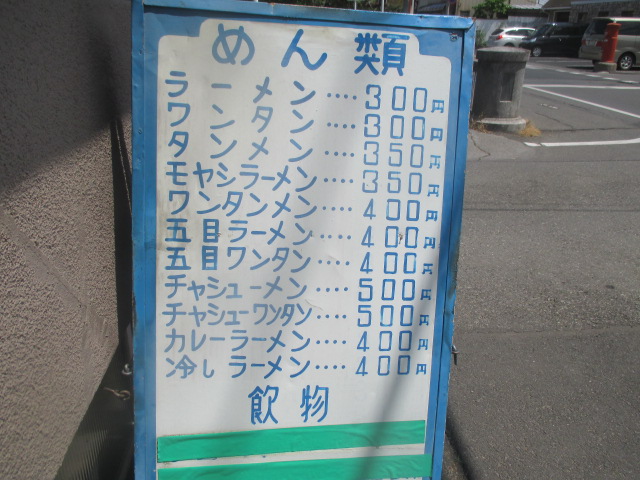 めん類
ラーメン････300円
ワンタン････300円
タンメン････350円
モヤシラーメン････350円
ワンタンメン････400円
五目ラーメン････400円
五目ワンタン････400円
チャシューメン････500円
チャシューワンタン････500円
カレーラーメン････400円
冷しラーメン････400円
飲物